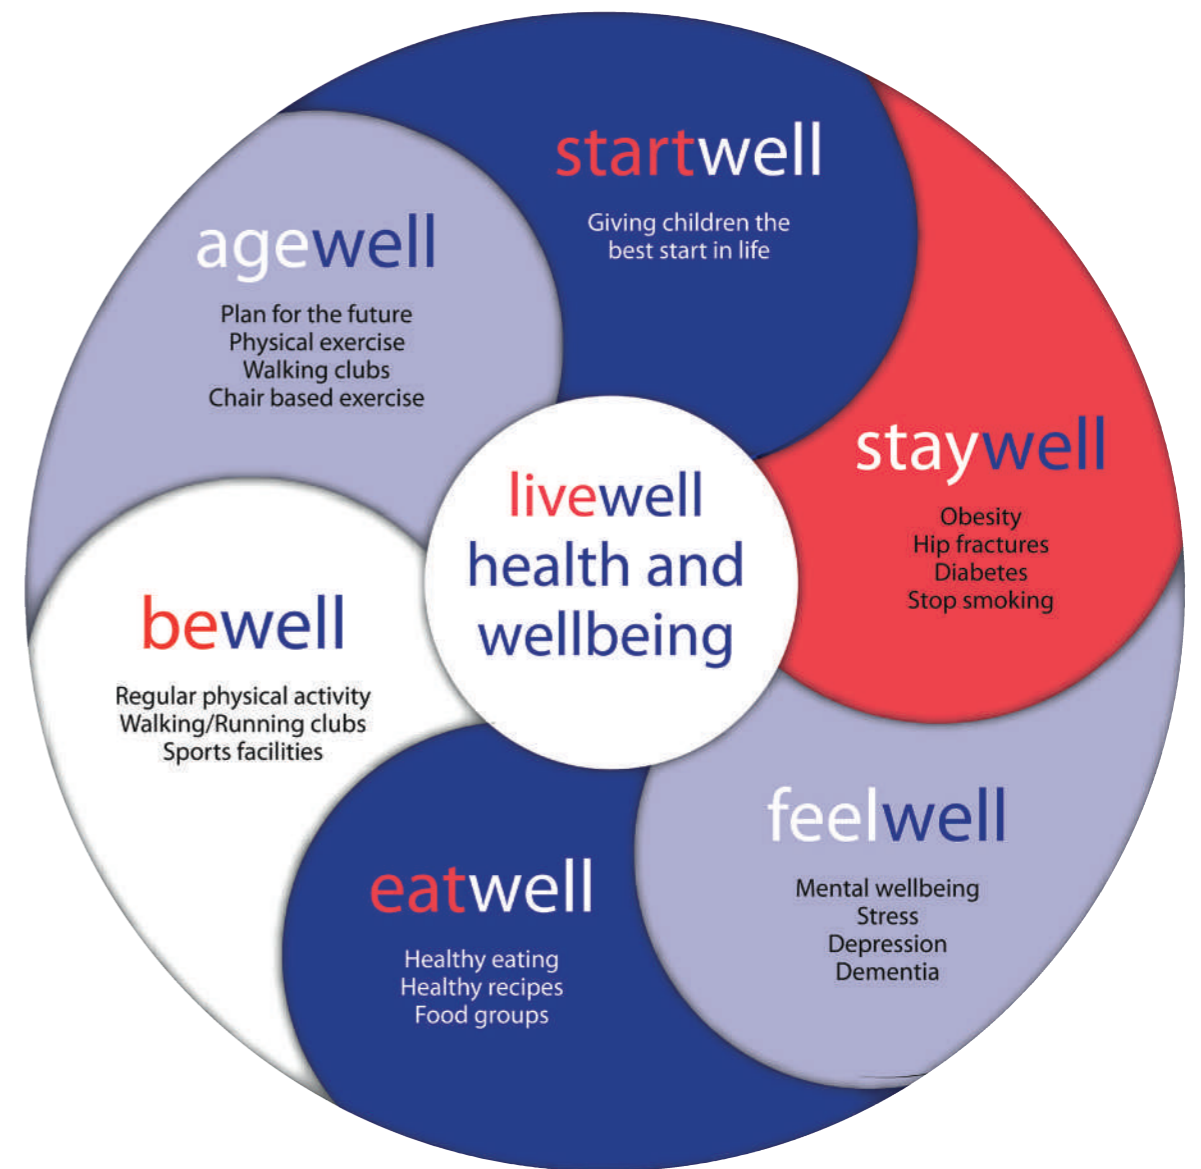 startwell
Giving children the
best start in life
staywell
Obesity
Hip fractures
Diabetes
Stop smoking
feelwell
Mental wellbeing
Stress
Depression
Dementia
eatwell
Healthy eating
Healthy recipes
Food groups
bewell
Regular physical activity
Walking/Running clubs
Sports facilities
agewell
Plan for the future
Physical exercise
Walking clubs
Chair based exercise
livewell
health and
wellbeing